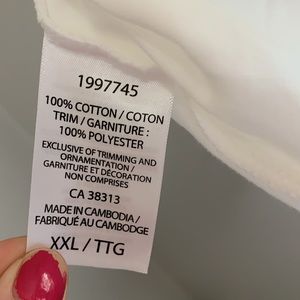 1997745
100% COTTON / COTON
TRIM / GARNITURE :
100% POLYESTER
EXCLUSIVE OF TRIMMING AND
ORNAMENTATION /
GARNITURE ET DÉCORATION
NON COMPRISES
CA 38313
MADE IN CAMBODIA /
FABRIQUÉ AU CAMBODGE
XXL / TTG